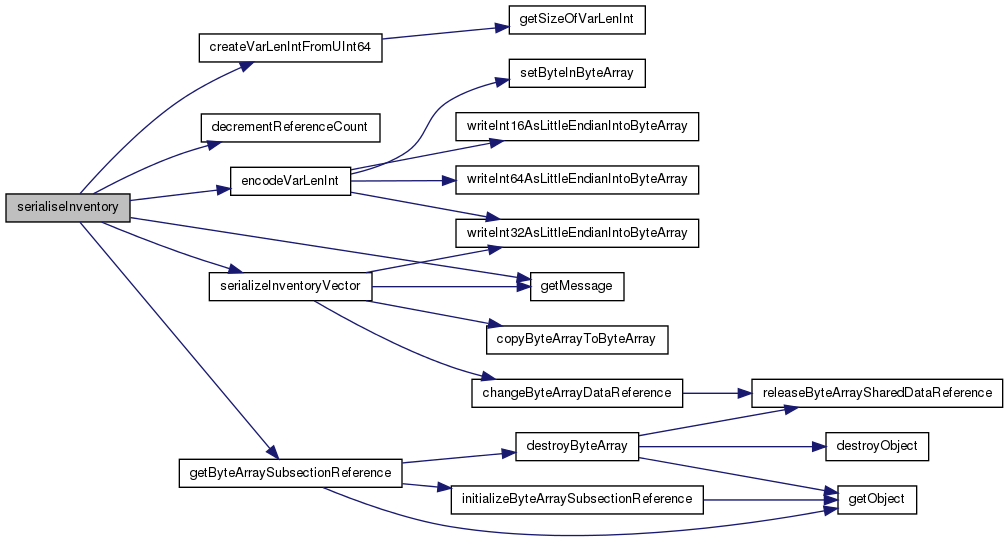 getSizeOfVarLenInt
createVarLenIntFromUInt64
setByteInByteArray
decrementReferenceCount
writeInt16AsLittleEndianIntoByteArray
encodeVarLenInt
writeInt64AsLittleEndianIntoByteArray
serialiseInventory
writeInt32AsLittleEndianIntoByteArray
serializeInventoryVector
getMessage
copyByteArrayToByteArray
changeByteArrayDataReference
releaseByteArraySharedDataReference
destroyByteArray
destroyObject
getByteArraySubsectionReference
initializeByteArraySubsectionReference
getObject